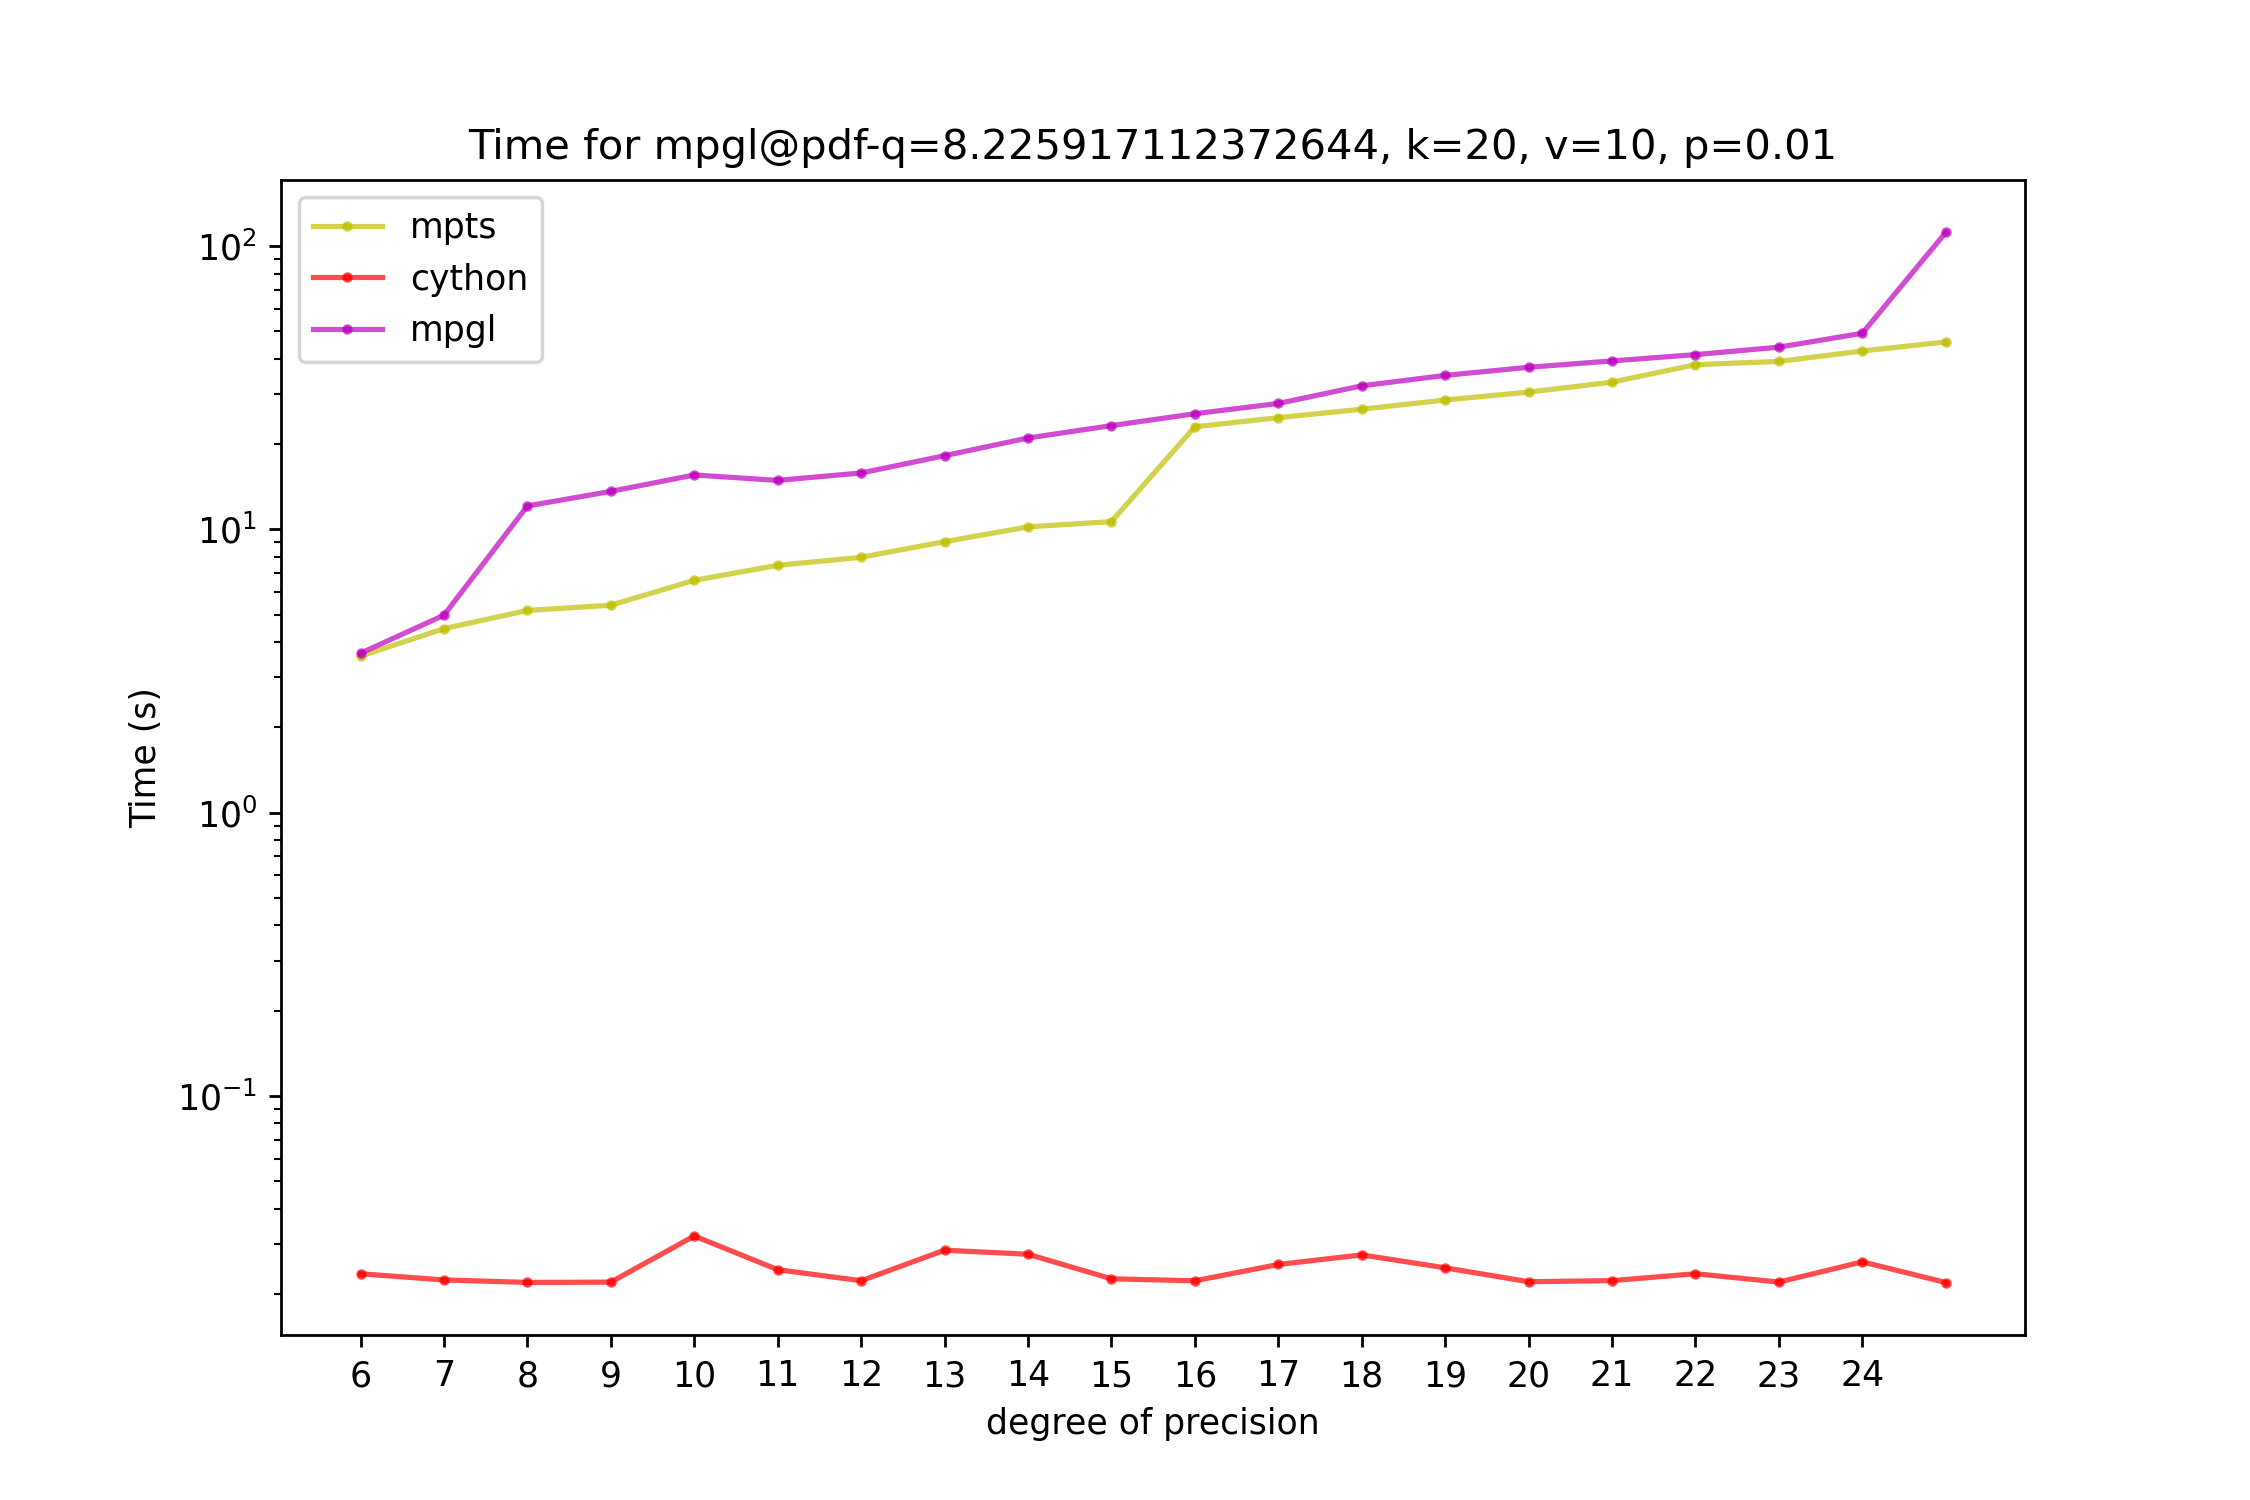 Time for mpgl@pdf-q=8.225917112372644, k=20, v=10, p=0.01
mpts
cython
mpgl
10²
10¹
10⁰
10⁻¹
Time (s)
6 7 8 9 10 11 12 13 14 15 16 17 18 19 20 21 22 23 24
degree of precision